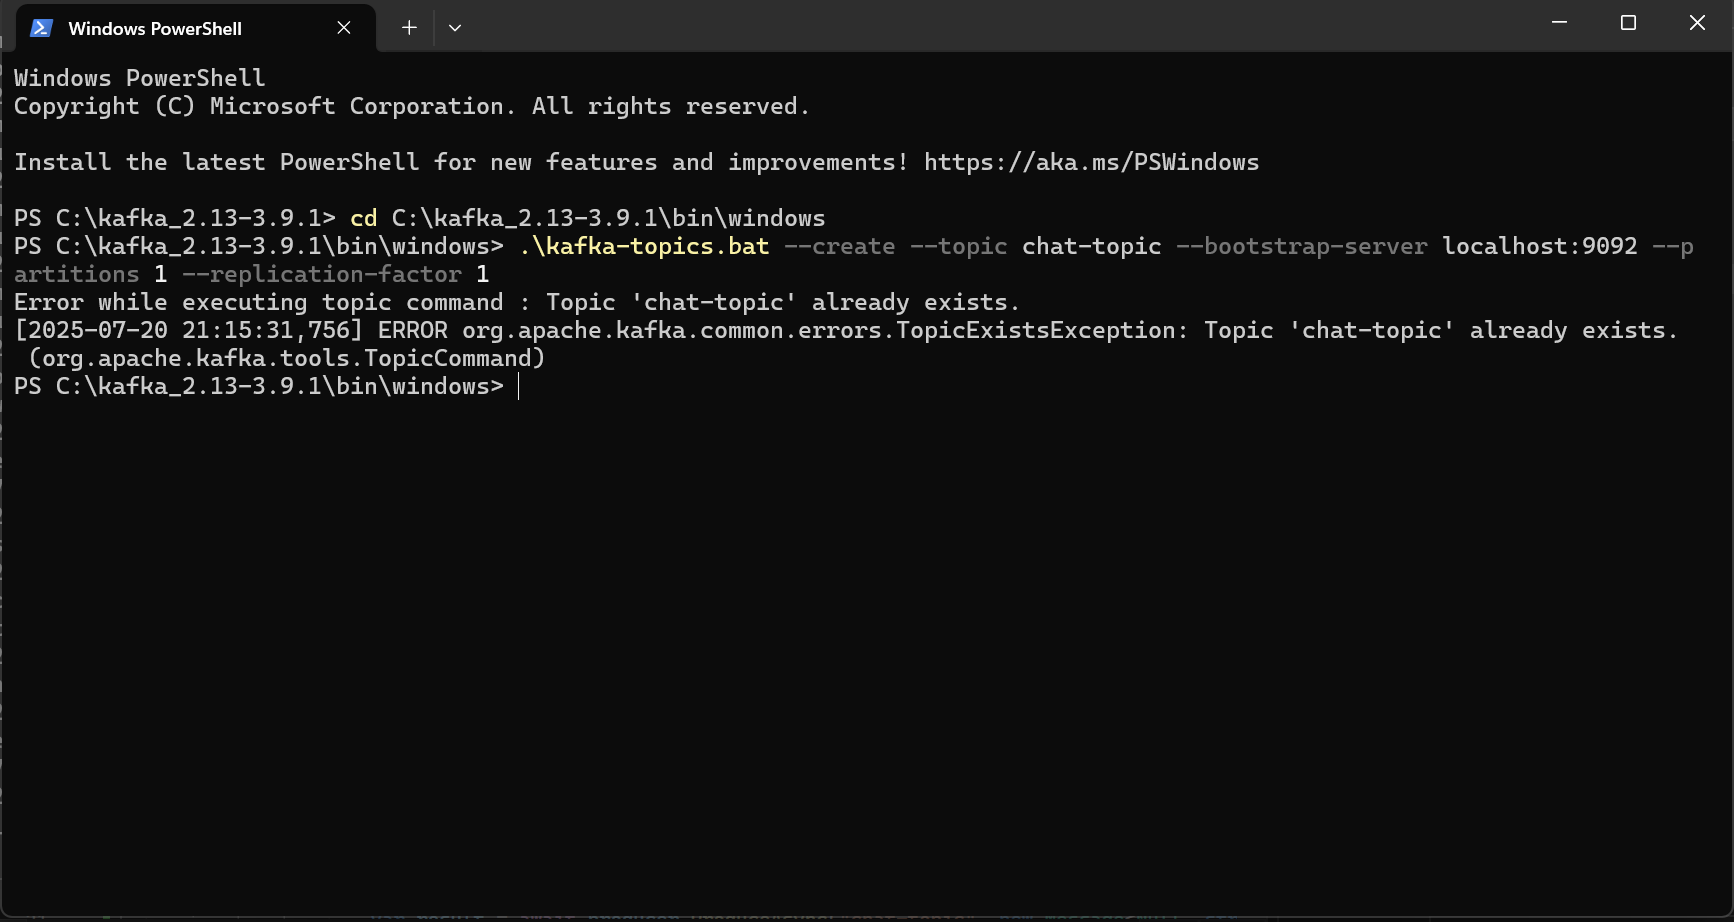 Windows PowerShell
Windows PowerShell
Copyright (C) Microsoft Corporation. All rights reserved.
Install the latest PowerShell for new features and improvements! https://aka.ms/PSWindows
PS C:\kafka_2.13-3.9.1> cd C:\kafka_2.13-3.9.1\bin\windows
PS C:\kafka_2.13-3.9.1\bin\windows> .\kafka-topics.bat --create --topic chat-topic --bootstrap-server localhost:9092 --p
artitions 1 --replication-factor 1
Error while executing topic command : Topic 'chat-topic' already exists.
[2025-07-20 21:15:31,756] ERROR org.apache.kafka.common.errors.TopicExistsException: Topic 'chat-topic' already exists.
(org.apache.kafka.tools.TopicCommand)
PS C:\kafka_2.13-3.9.1\bin\windows>